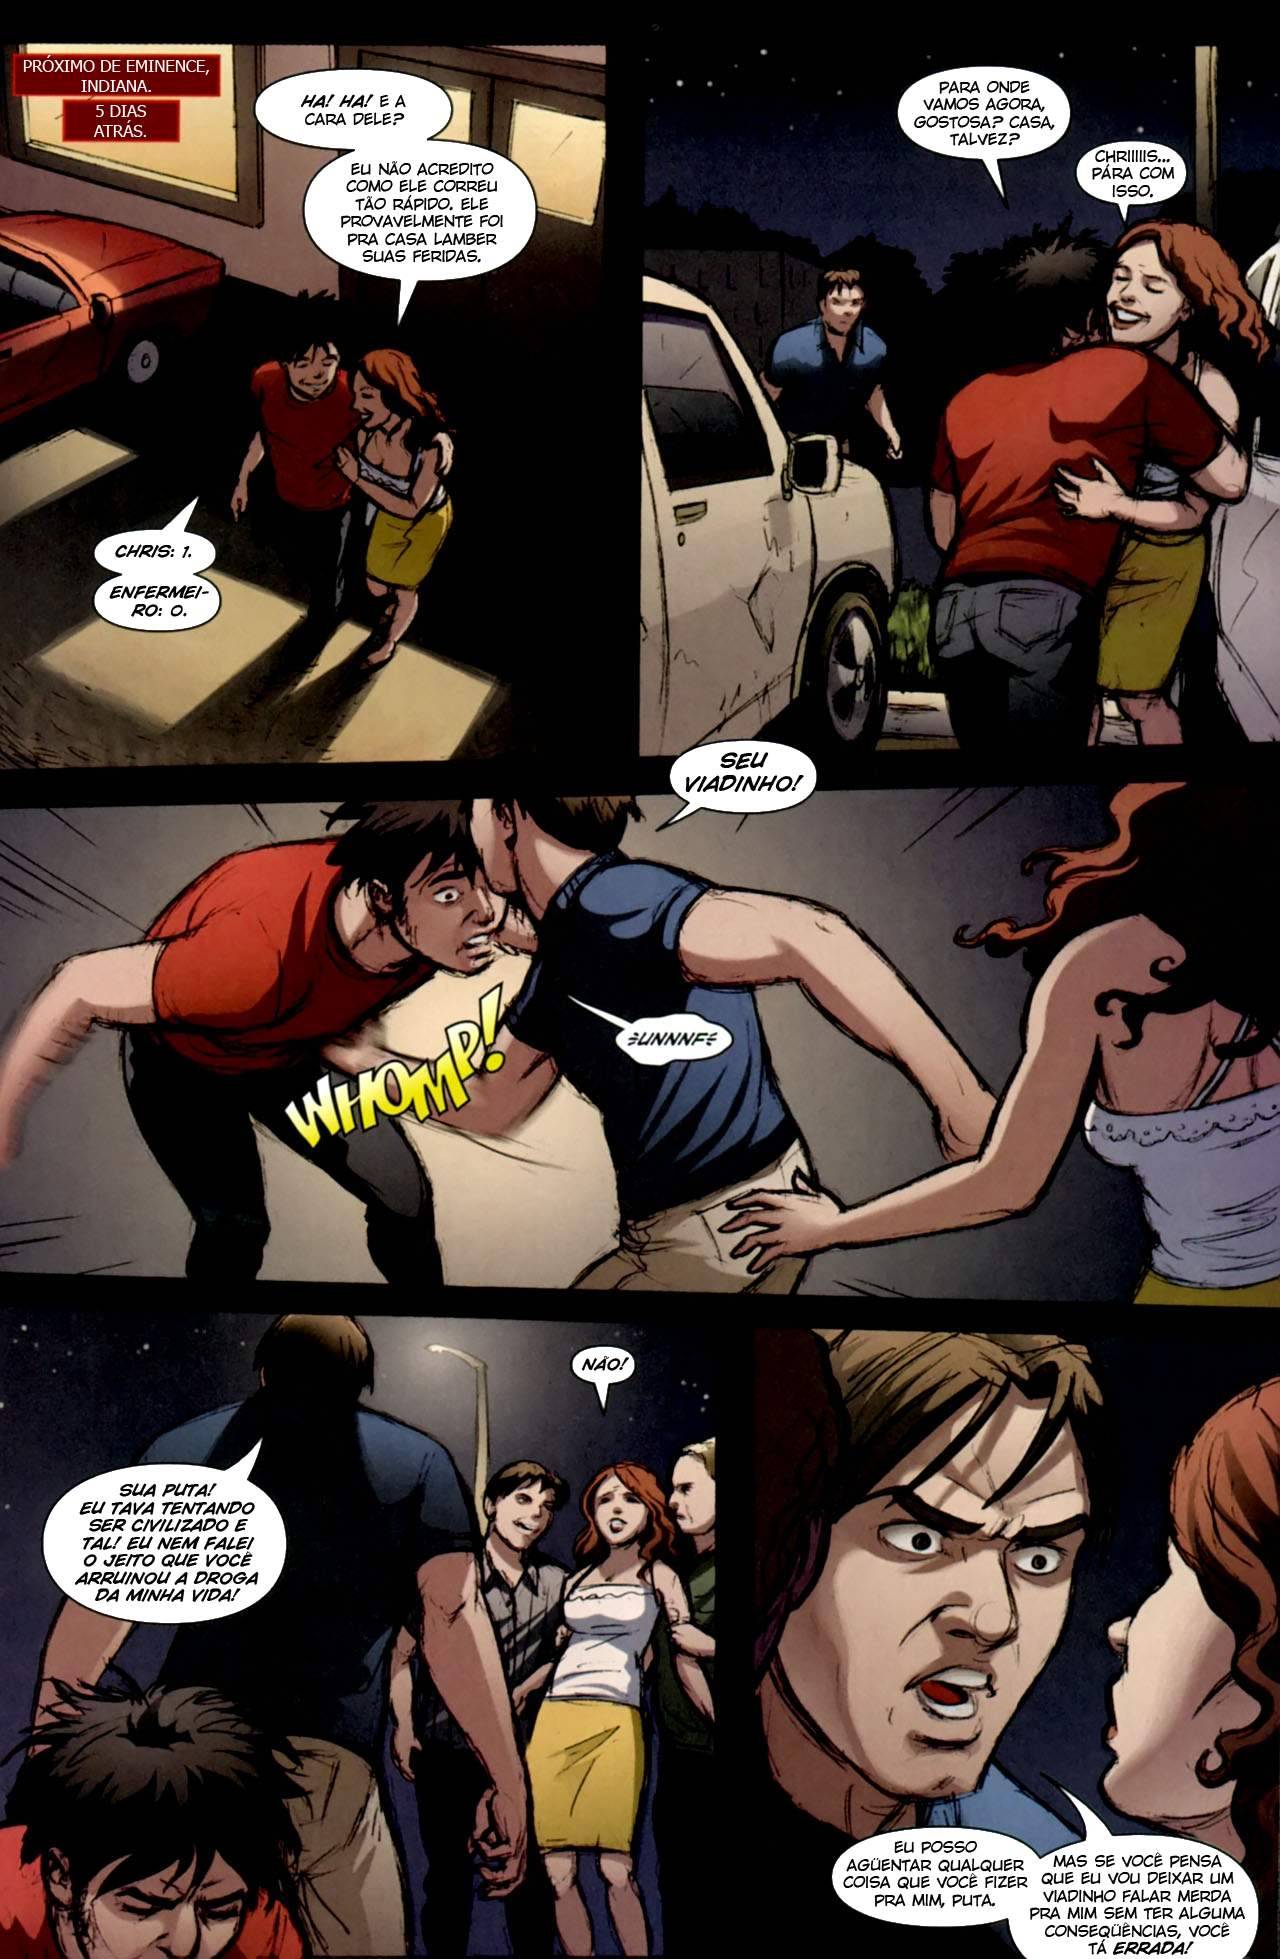 PRÓXIMO DE EMINENCE,
INDIANA.
5 DIAS
ATRÁS.
HA! HA! E A
CARA DELE?
EU NÃO ACREDITO
COMO ELE CORREU
TÃO RÁPIDO. ELE
PROVAVELMENTE FOI
PRA CASA LAMBER
SUAS FERIDAS.
CHRIS: 1.
ENFERMEI-
RO: 0.
PARA ONDE
VAMOS AGORA,
GOSTOSA? CASA,
TALVEZ?
CHRIIIIIS...
PÁRA COM
ISSO.
SEU
VIADINHO!
WHOMP!
UNNNF
NÃO!
SUA PUTA!
EU TAVA TENTANDO
SER CIVILIZADO E
TAL! EU NEM FALEI
O JEITO QUE VOCÊ
ARRUINOU A DROGA
DA MINHA VIDA!
EU POSSO
AGÜENTAR QUALQUER
COISA QUE VOCÊ FIZER
PRA MIM, PUTA.
MAS SE VOCÊ PENSA
QUE EU VOU DEIXAR UM
VIADINHO FALAR MERDA
PRA MIM SEM TER ALGUMA
CONSEQÜÊNCIAS, VOCÊ
TÁ ERRADA!